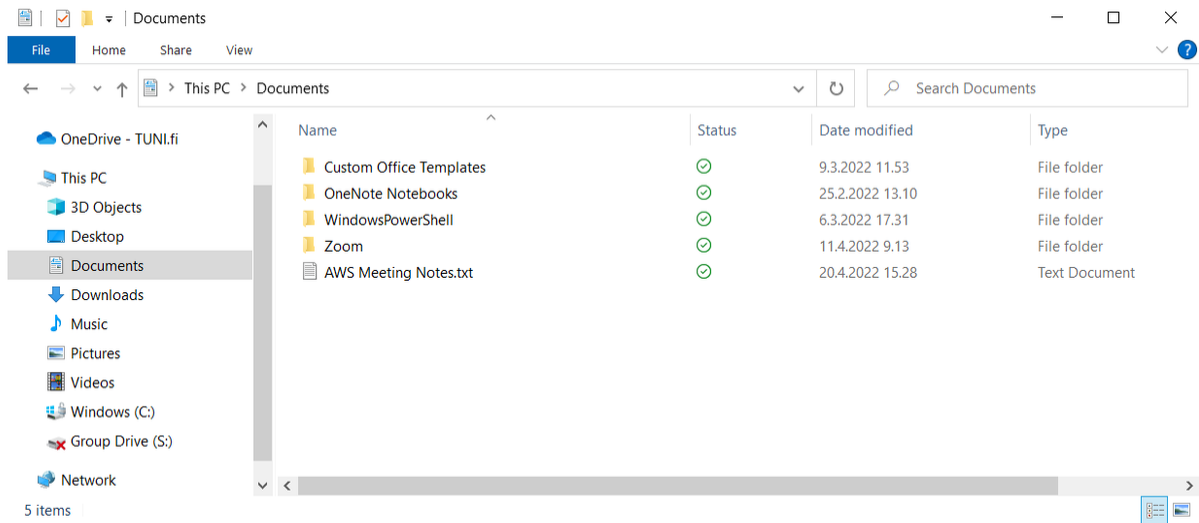 Documents
File Home Share View
This PC > Documents
Search Documents
OneDrive - TUNI.fi
This PC
3D Objects
Desktop
Documents
Downloads
Music
Pictures
Videos
Windows (C:)
Group Drive (S:)
Network
Name Status Date modified Type
Custom Office Templates 9.3.2022 11.53 File folder
OneNote Notebooks 25.2.2022 13.10 File folder
WindowsPowerShell 6.3.2022 17.31 File folder
Zoom 11.4.2022 9.13 File folder
AWS Meeting Notes.txt 20.4.2022 15.28 Text Document
5 items